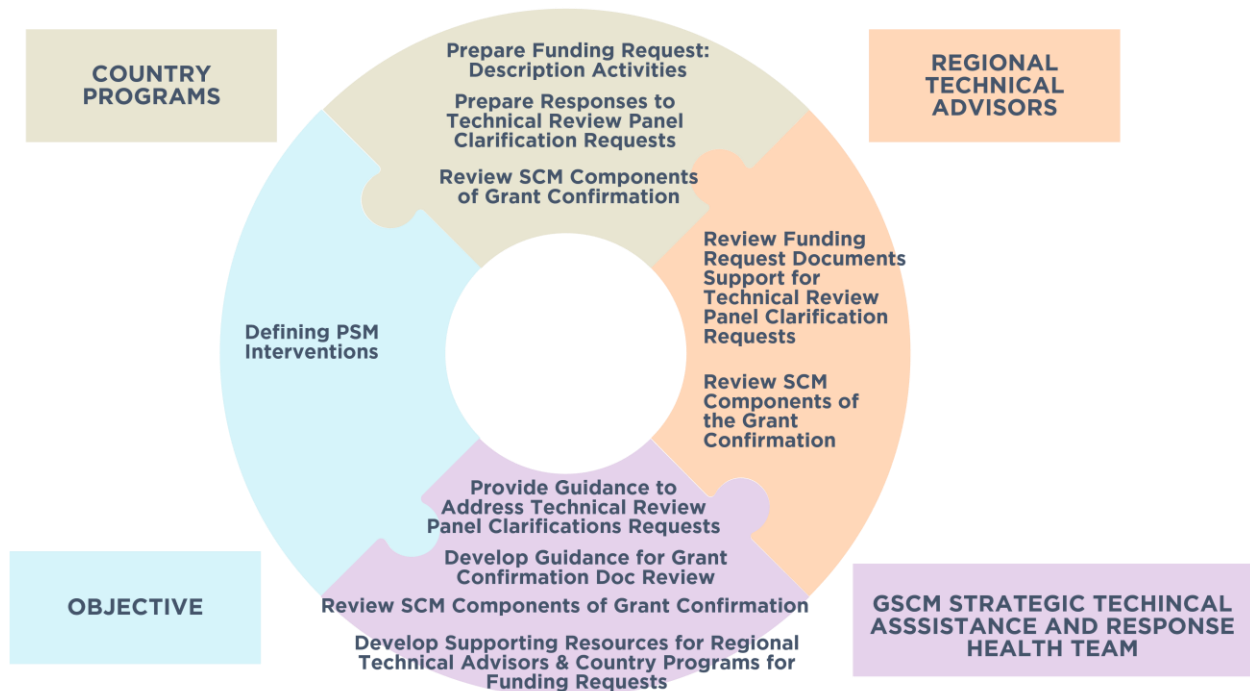 COUNTRY
PROGRAMS
Prepare Funding Request:
Description Activities
Prepare Responses to
Technical Review Panel
Clarification Requests
Review SCM Components
of Grant Confirmation
REGIONAL
TECHNICAL
ADVISORS
Review Funding
Request Documents
Support for
Technical Review
Panel Clarification
Requests
Review SCM
Components of
the Grant
Confirmation
Defining PSM
Interventions
Provide Guidance to
Address Technical Review
Panel Clarifications Requests
Develop Guidance for Grant
Confirmation Doc Review
Review SCM Components of Grant Confirmation
Develop Supporting Resources for Regional
Technical Advisors & Country Programs for
Funding Requests
OBJECTIVE
GSCM STRATEGIC TECHINCAL
ASSSISTANCE AND RESPONSE
HEALTH TEAM